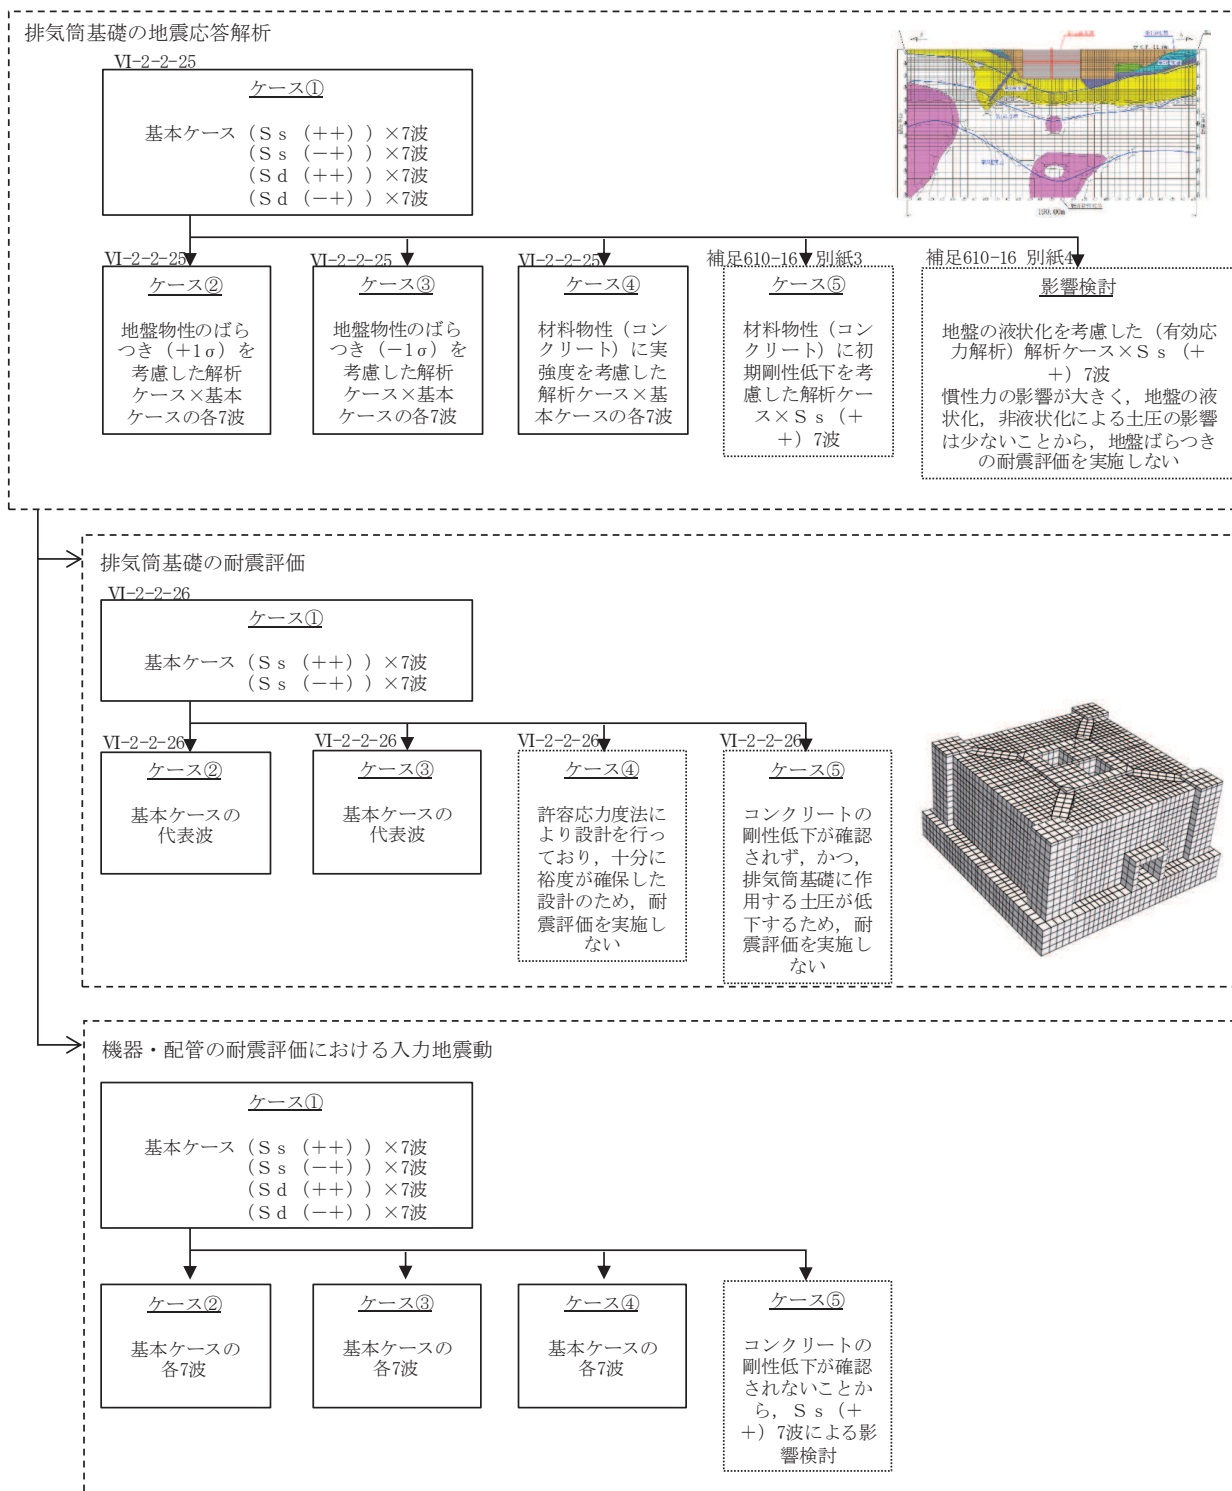 排気筒基礎の地震応答解析
Ⅵ-2-2-25
ケース①
基本ケース（Ｓｓ（＋＋））×7波
（Ｓｓ（－＋））×7波
（Ｓｄ（＋＋））×7波
（Ｓｄ（－＋））×7波
190.00m
Ⅵ-2-2-25
ケース②
地盤物性のばら
つき（＋1σ）を
考慮した解析
ケース×基本
ケースの各7波
Ⅵ-2-2-25
ケース③
地盤物性のばら
つき（－1σ）を
考慮した解析
ケース×基本
ケースの各7波
Ⅵ-2-2-25
ケース④
材料物性（コン
クリート）に実
強度を考慮した
解析ケース×基
本ケースの各7波
補足610-16 別紙3
ケース⑤
材料物性（コン
クリート）に初
期剛性低下を考
慮した解析ケー
ス×Ｓｓ（＋
＋）7波
補足610-16 別紙4
影響検討
地盤の液状化を考慮した（有効応
力解析）解析ケース×Ｓｓ（＋
＋）7波
慣性力の影響が大きく，地盤の液
状化，非液状化による土圧の影響
は少ないことから，地盤ばらつき
の耐震評価を実施しない
排気筒基礎の耐震評価
Ⅵ-2-2-26
ケース①
基本ケース（Ｓｓ（＋＋））×7波
（Ｓｓ（－＋））×7波
Ⅵ-2-2-26
ケース②
基本ケースの
代表波
Ⅵ-2-2-26
ケース③
基本ケースの
代表波
Ⅵ-2-2-26
ケース④
許容応力度法に
より設計を行っ
ており，十分に
裕度が確保した
設計のため，耐
震評価を実施し
ない
Ⅵ-2-2-26
ケース⑤
コンクリートの
剛性低下が確認
されず，かつ，
排気筒基礎に作
用する土圧が低
下するため，耐
震評価を実施し
ない
機器・配管の耐震評価における入力地震動
ケース①
基本ケース（Ｓｓ（＋＋））×7波
（Ｓｓ（－＋））×7波
（Ｓｄ（＋＋））×7波
（Ｓｄ（－＋））×7波
ケース②
基本ケースの
各7波
ケース③
基本ケースの
各7波
ケース④
基本ケースの
各7波
ケース⑤
コンクリートの
剛性低下が確認
されないことか
ら，Ｓｓ（＋
＋）7波による影
響検討